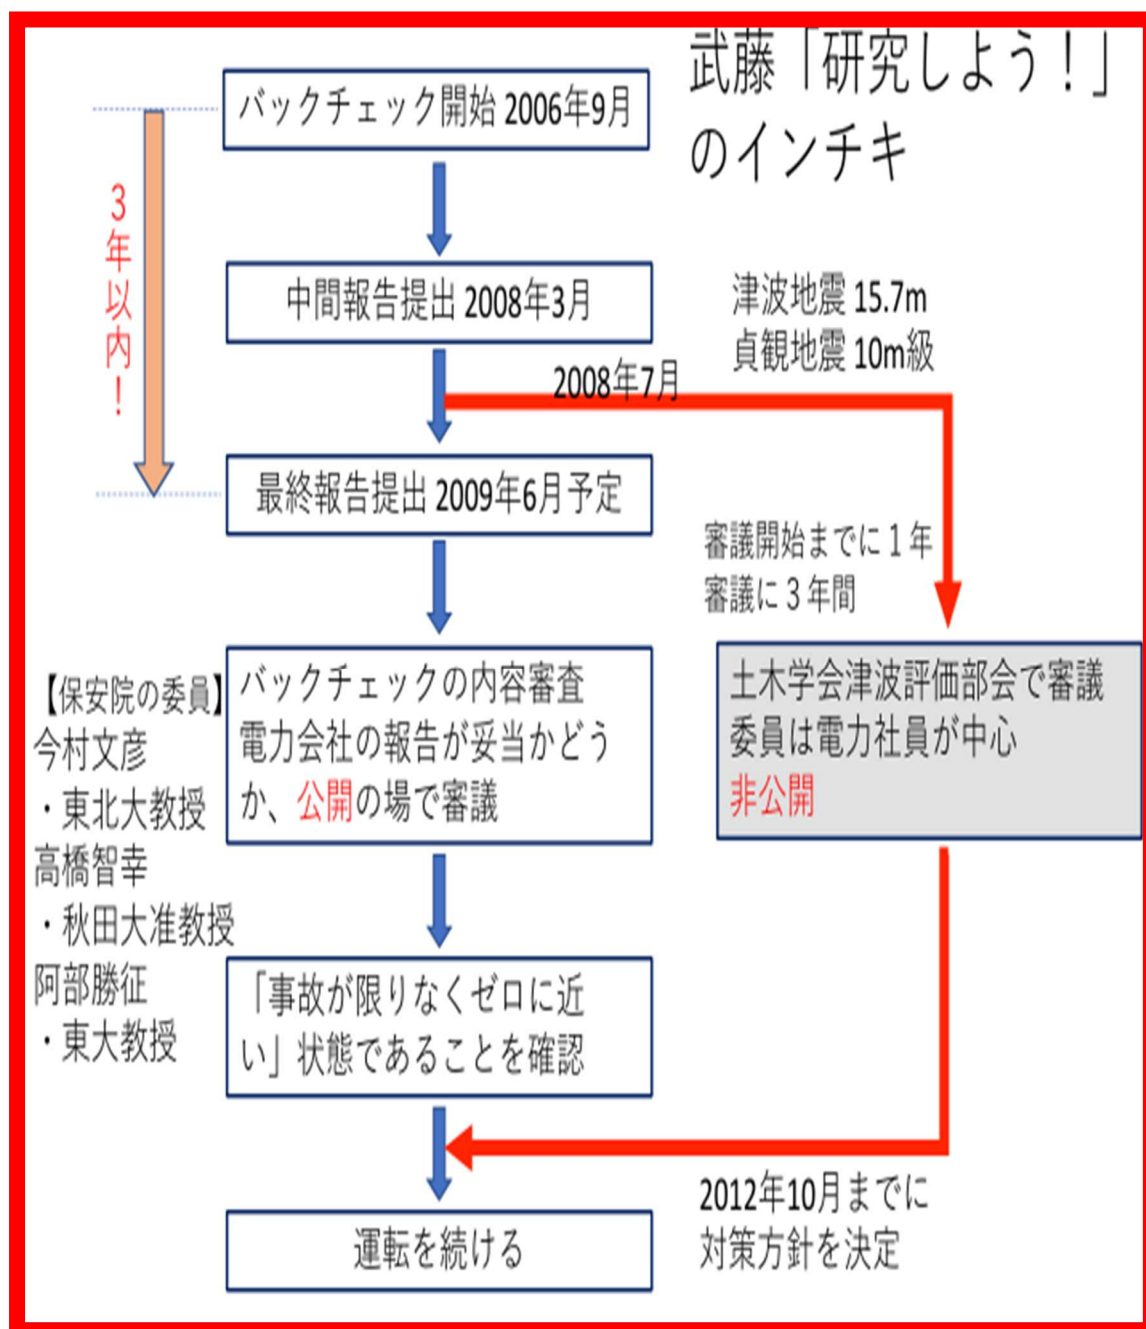 武藤「研究しよう！」
のインチキ
バックチェック開始 2006年9月
3年以内！
中間報告提出 2008年3月
津波地震 15.7m
貞観地震 10m級
2008年7月
最終報告提出 2009年6月予定
審議開始までに１年
審議に３年間
【保安院の委員】
今村文彦
・東北大教授
高橋智幸
・秋田大准教授
阿部勝征
・東大教授
バックチェックの内容審査
電力会社の報告が妥当かどう
か、公開の場で審議
土木学会津波評価部会で審議
委員は電力社員が中心
非公開
「事故が限りなくゼロに近
い」状態であることを確認
2012年10月までに
対策方針を決定
運転を続ける